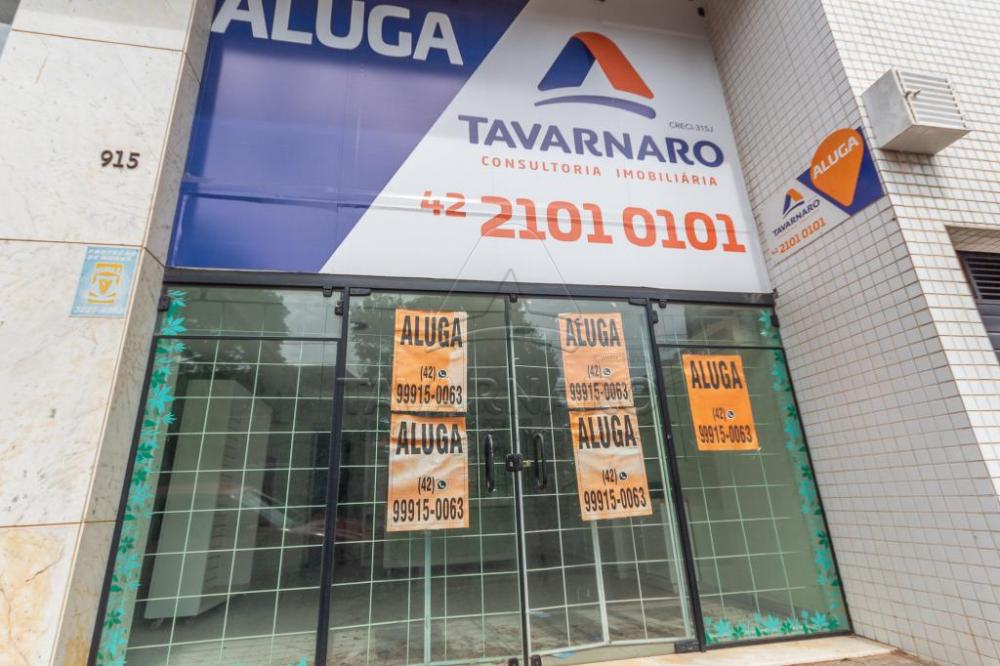 ALUGA
TAVARNARO
CRECI-315J
CONSULTORIA IMOBILIÁRIA
42 2101 0101
915
ALUGA
TAVARNARO
42 2101 0101
ALUGA
(42)
99915-0063
ALUGA
(42)
99915-0063
ALUGA
(42)
99915-0063
ALUGA
(42)
99915-0063
ALUGA
(42)
99915-0063
TAVARNARO